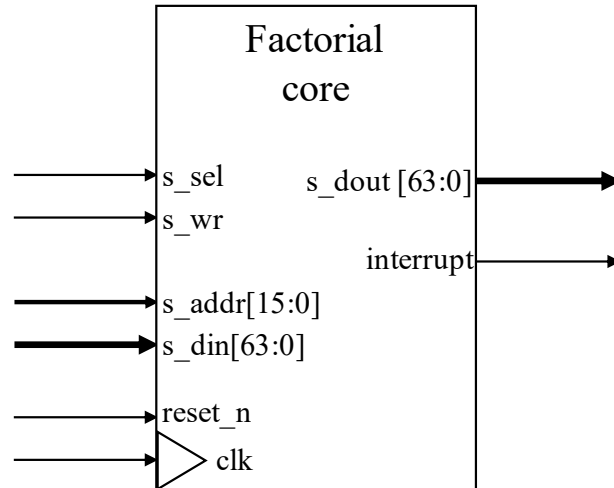 Factorial
core
s_sel
s_dout [63:0]
s_wr
interrupt
s_addr[15:0]
s_din[63:0]
reset_n
clk